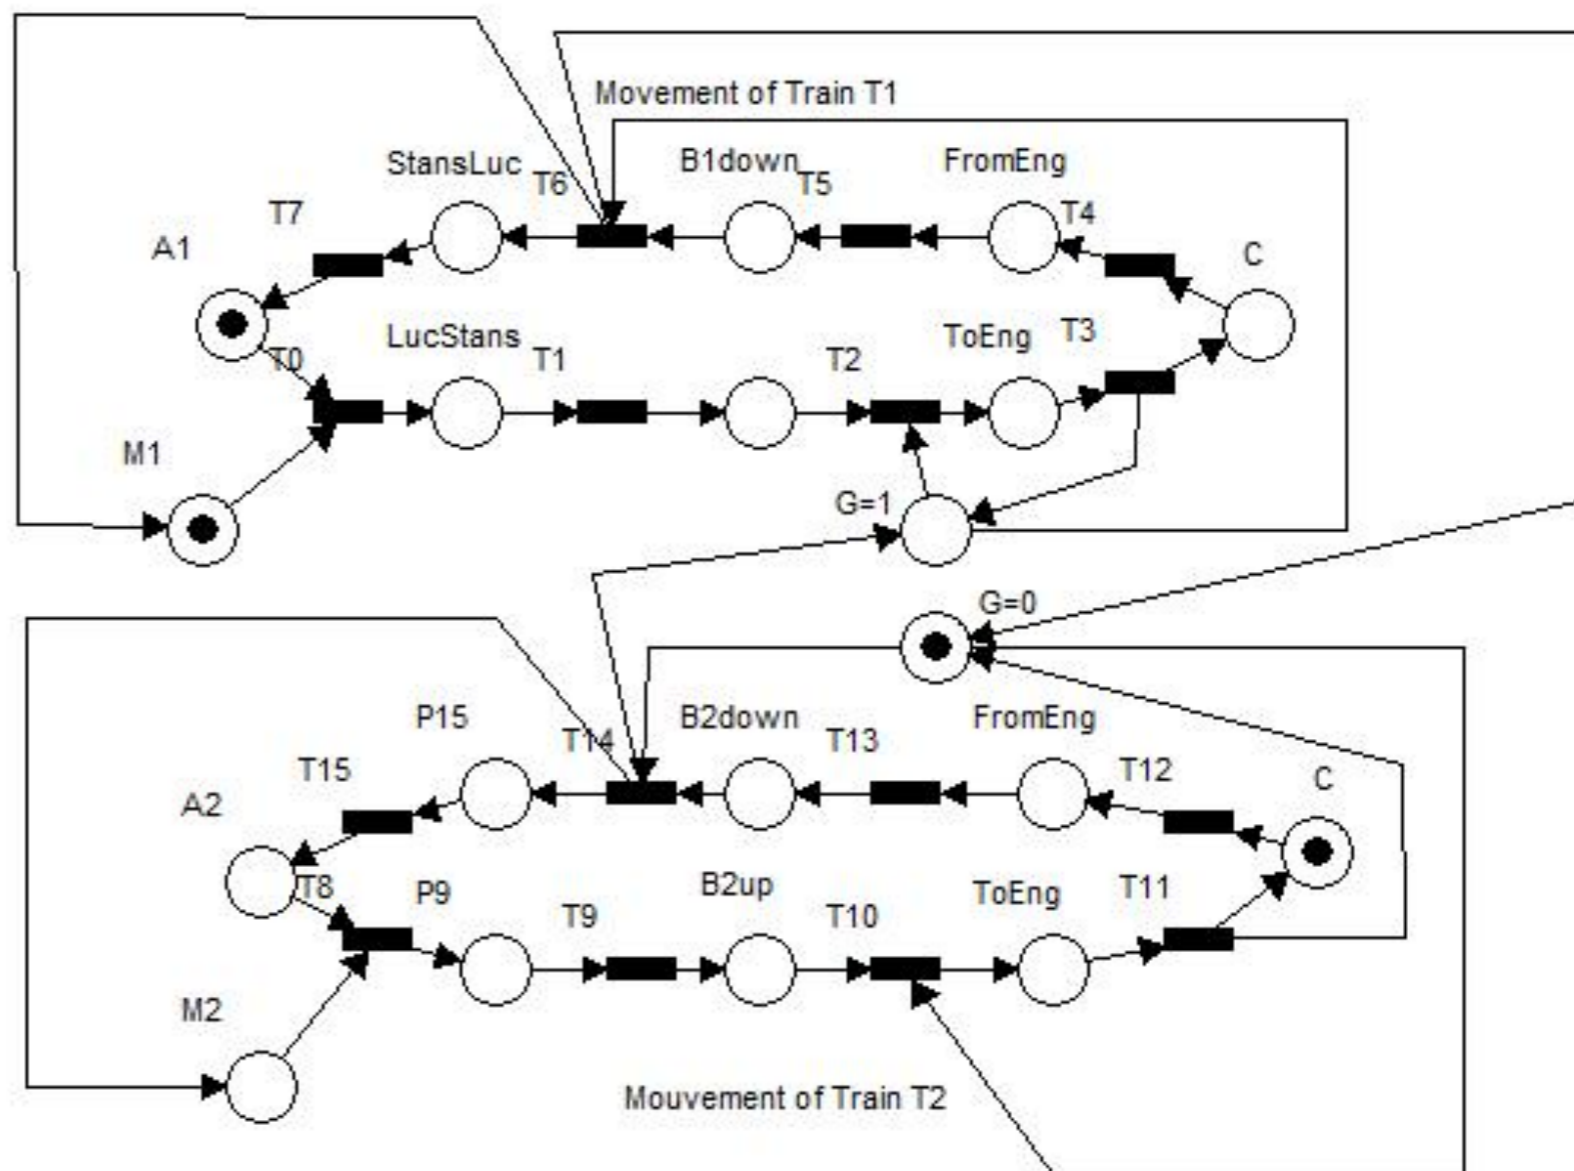 Movement of Train T1
StansLuc
T6
B1down
T5
FromEng
T7
T4
A1
C
T0
LucStans
T1
T2
ToEng
T3
M1
G=1
G=0
P15
T14
B2down
T13
FromEng
T15
T12
C
A2
T8
P9
T9
B2up
T10
ToEng
T11
M2
Mouvement of Train T2